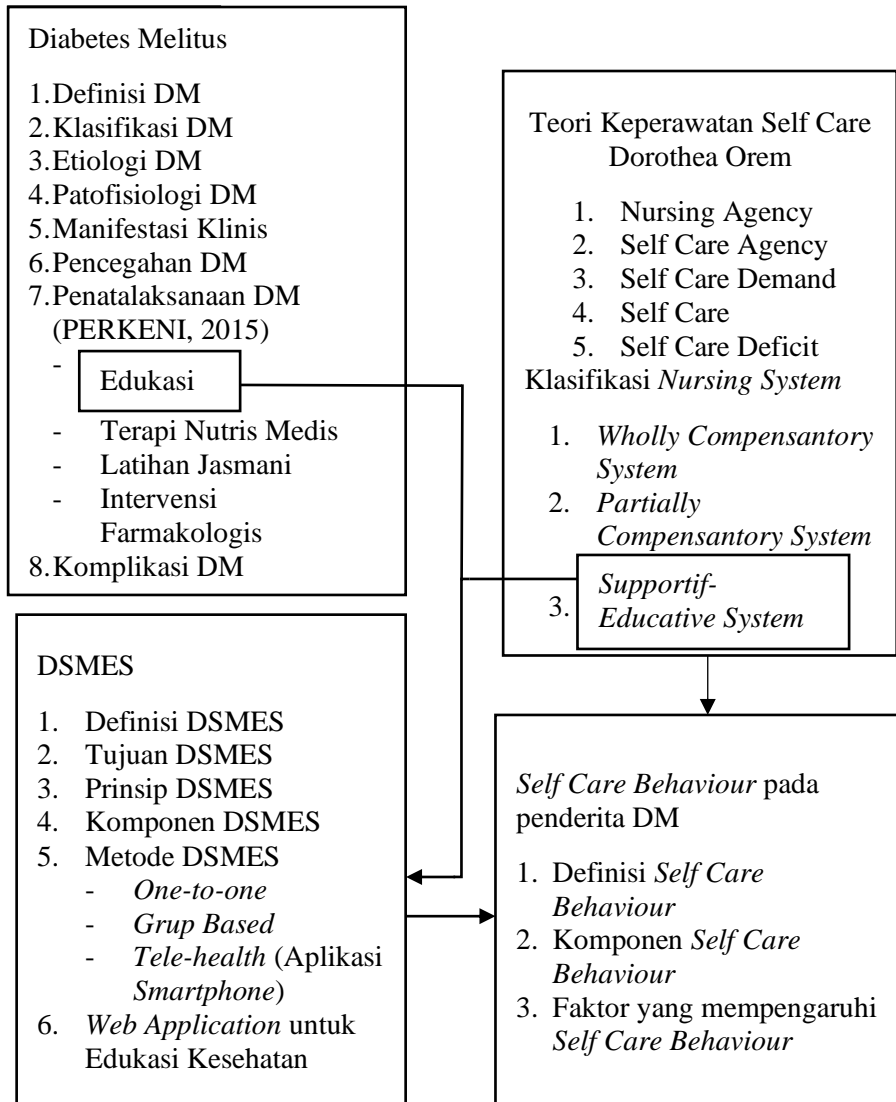 Diabetes Melitus
1. Definisi DM
2. Klasifikasi DM
3. Etiologi DM
4. Patofisiologi DM
5. Manifestasi Klinis
6. Pencegahan DM
7. Penatalaksanaan DM
(PERKENI, 2015)
- Edukasi
- Terapi Nutris Medis
- Latihan Jasmani
- Intervensi
Farmakologis
8. Komplikasi DM
Teori Keperawatan Self Care
Dorothea Orem
1. Nursing Agency
2. Self Care Agency
3. Self Care Demand
4. Self Care
5. Self Care Deficit
Klasifikasi Nursing System
1. Wholly Compensantory
System
2. Partially
Compensantory System
3. Supportif-
Educative System
DSMES
1. Definisi DSMES
2. Tujuan DSMES
3. Prinsip DSMES
4. Komponen DSMES
5. Metode DSMES
- One-to-one
- Grup Based
- Tele-health (Aplikasi
Smartphone)
6. Web Application untuk
Edukasi Kesehatan
Self Care Behaviour pada
penderita DM
1. Definisi Self Care
Behaviour
2. Komponen Self Care
Behaviour
3. Faktor yang mempengaruhi
Self Care Behaviour